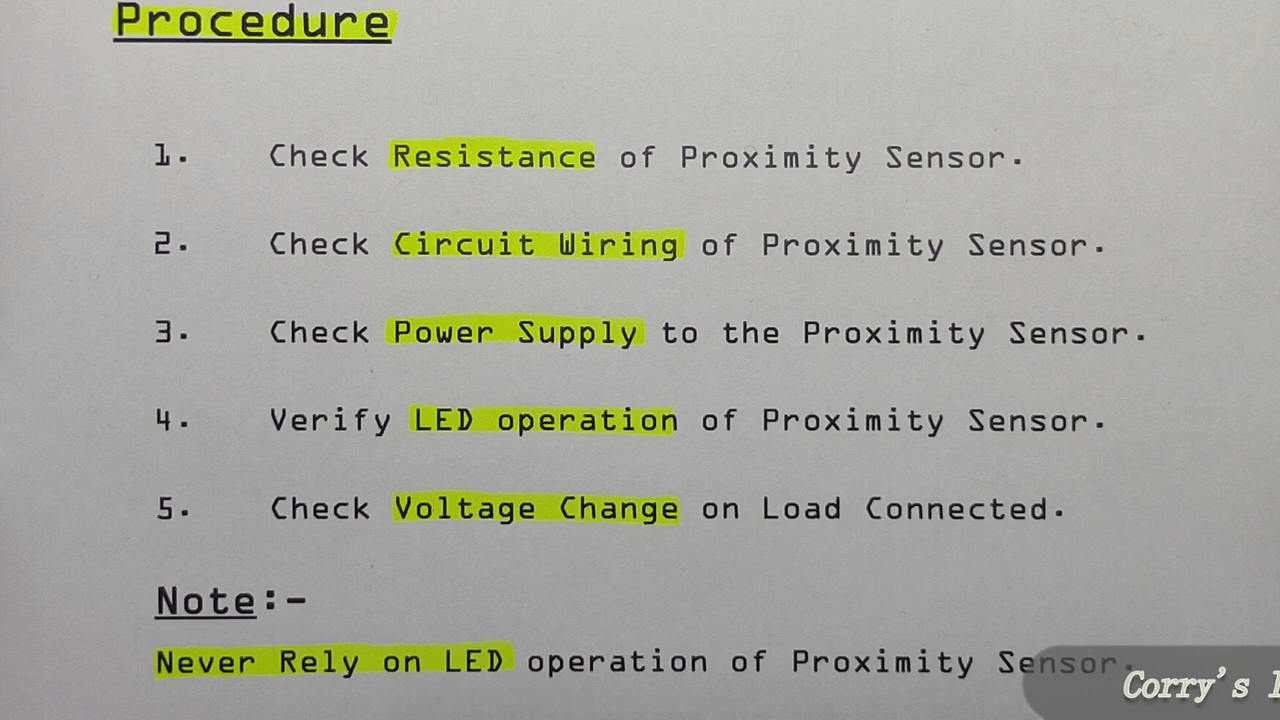 Procedure
1. Check Resistance of Proximity Sensor.
2. Check Circuit Wiring of Proximity Sensor.
3. Check Power Supply to the Proximity Sensor.
4. Verify LED operation of Proximity Sensor.
5. Check Voltage Change on Load Connected.
Note:-
Never Rely on LED operation of Proximity Sensor.
Corry's